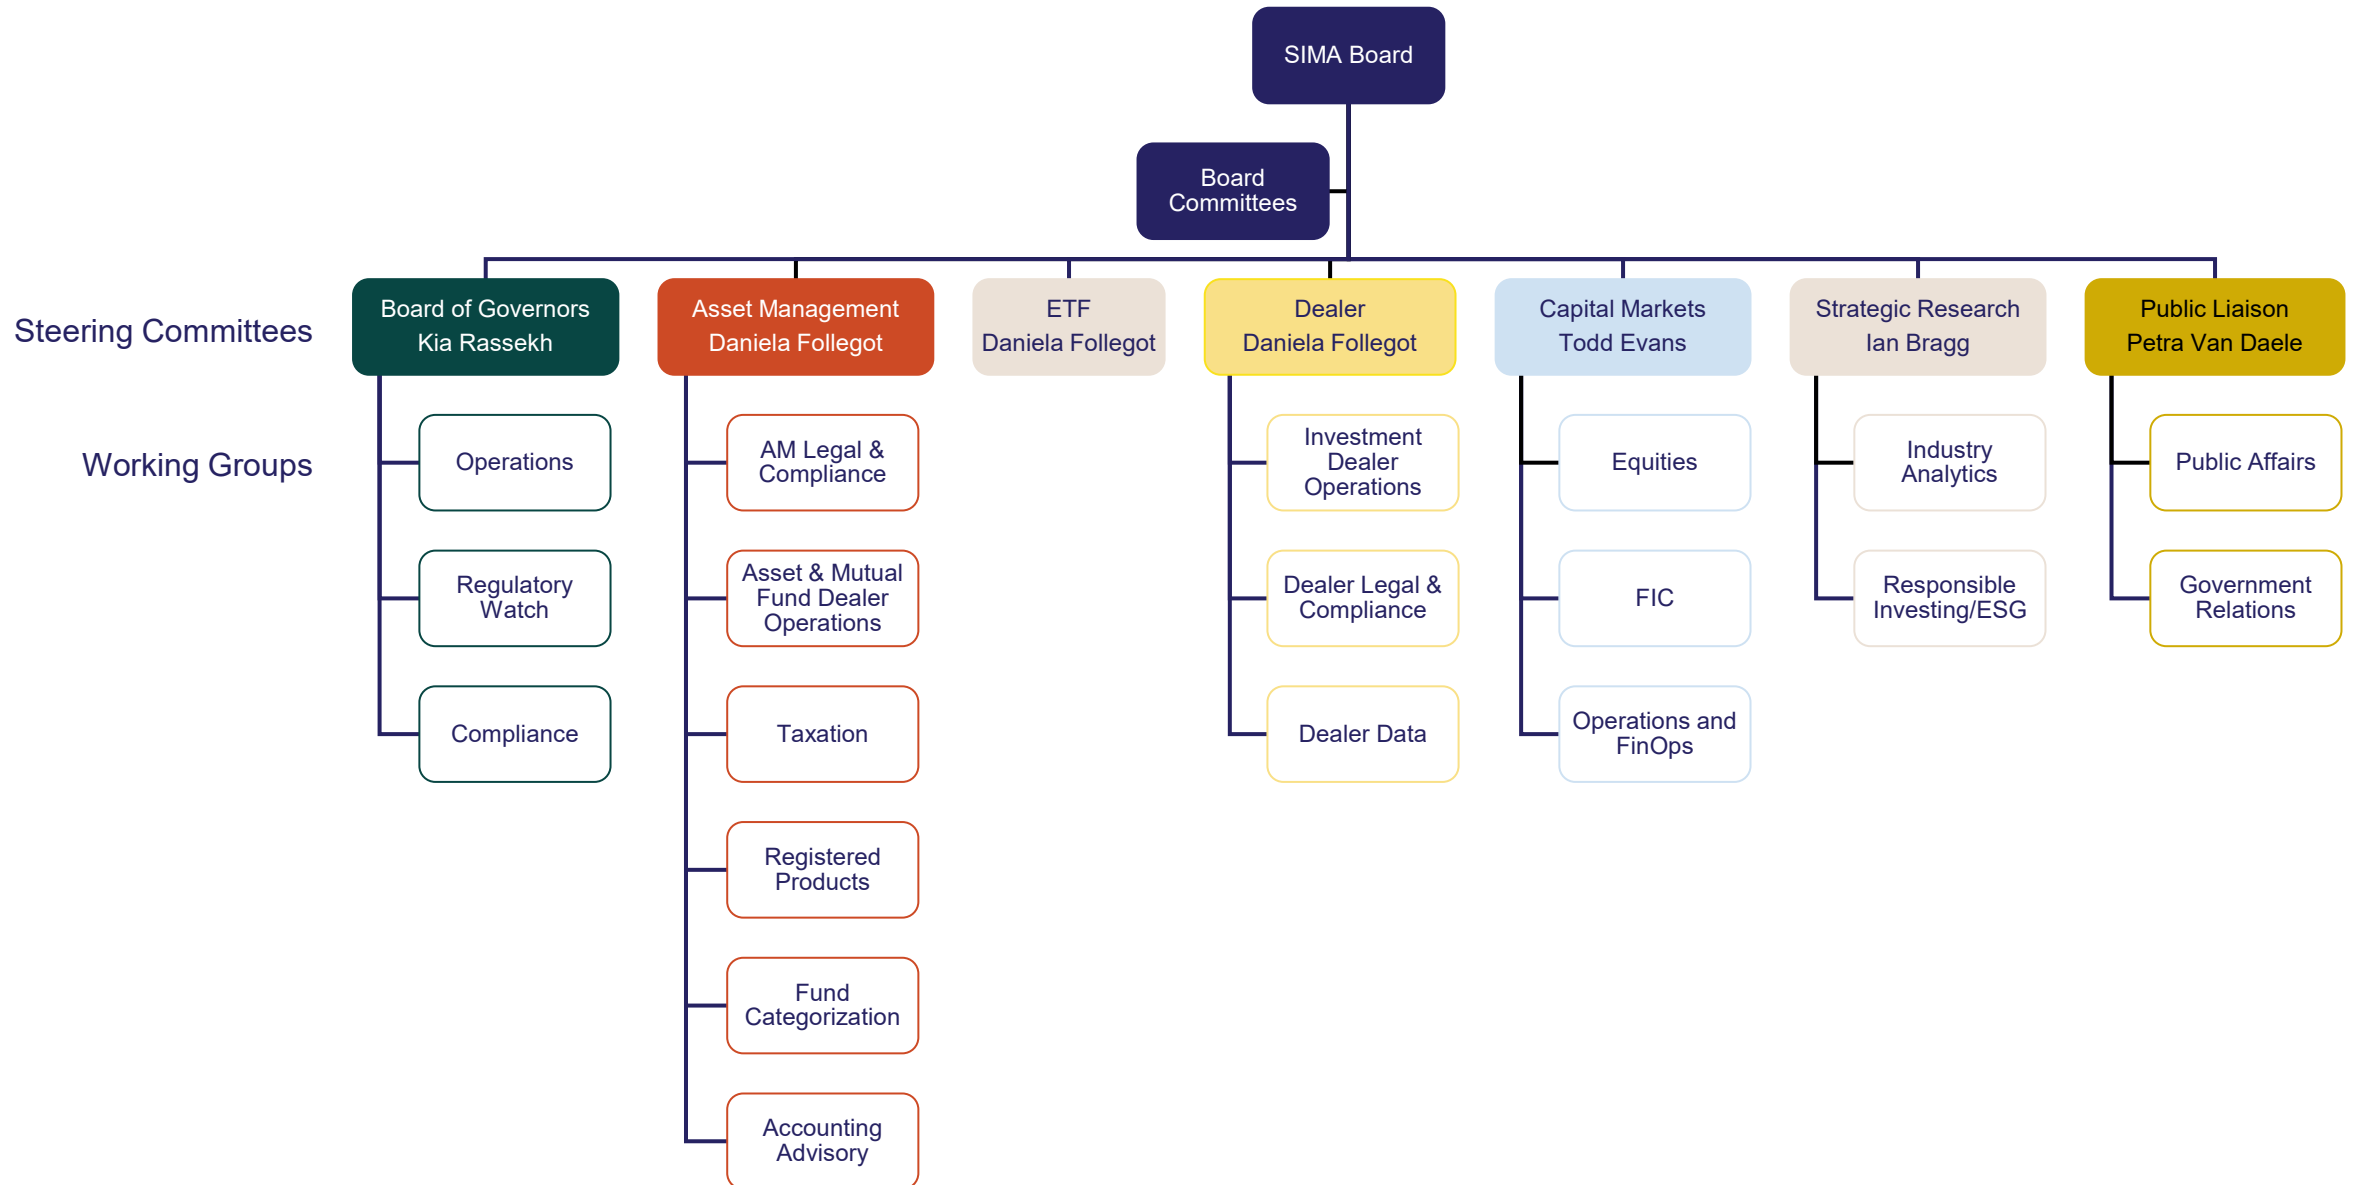 SIMA Board
Board
Committees
Steering Committees
Board of Governors
Kia Rassekh
Asset Management
Daniela Follegot
ETF
Daniela Follegot
Dealer
Daniela Follegot
Capital Markets
Todd Evans
Strategic Research
Ian Bragg
Public Liaison
Petra Van Daele
Working Groups
Operations
Regulatory
Watch
Compliance
AM Legal &
Compliance
Asset & Mutual
Fund Dealer
Operations
Taxation
Registered
Products
Fund
Categorization
Accounting
Advisory
Investment
Dealer
Operations
Dealer Legal &
Compliance
Dealer Data
Equities
FIC
Operations and
FinOps
Industry
Analytics
Responsible
Investing/ESG
Public Affairs
Government
Relations